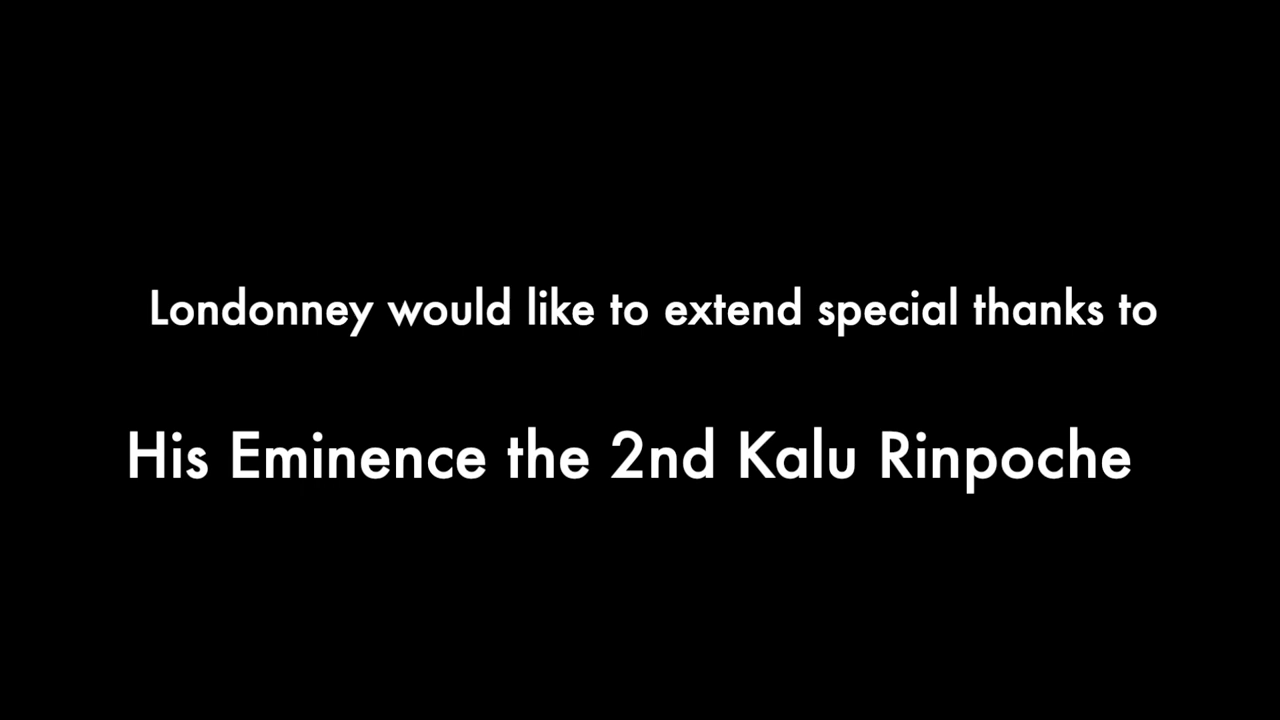 Londonney would like to extend special thanks to
His Eminence the 2nd Kalu Rinpoche